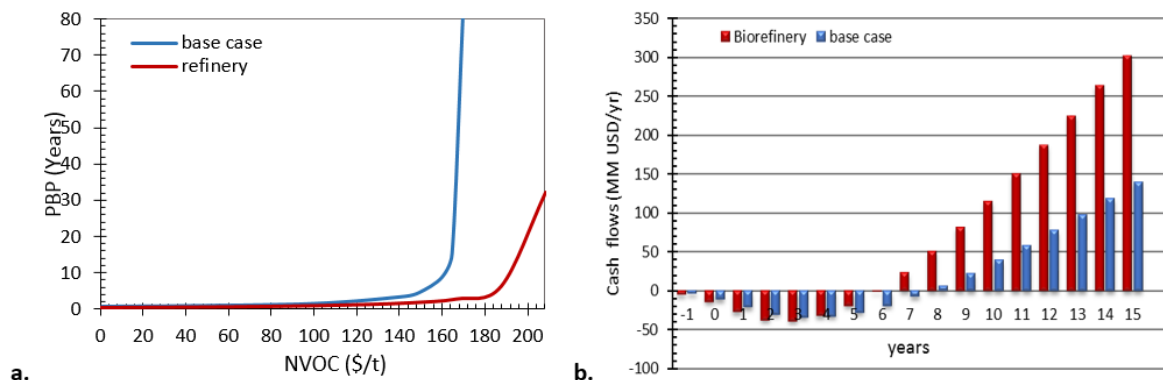 80
70
60
50
40
30
20
10
0
PBP (Years)
base case
refinery
0 20 40 60 80 100 120 140 160 180 200
NVOC ($/t)
a.
350
300
250
200
150
100
50
0
-50
-100
Cash flows (MM USD/yr)
Biorefinery base case
-1 0 1 2 3 4 5 6 7 8 9 10 11 12 13 14 15
years
b.